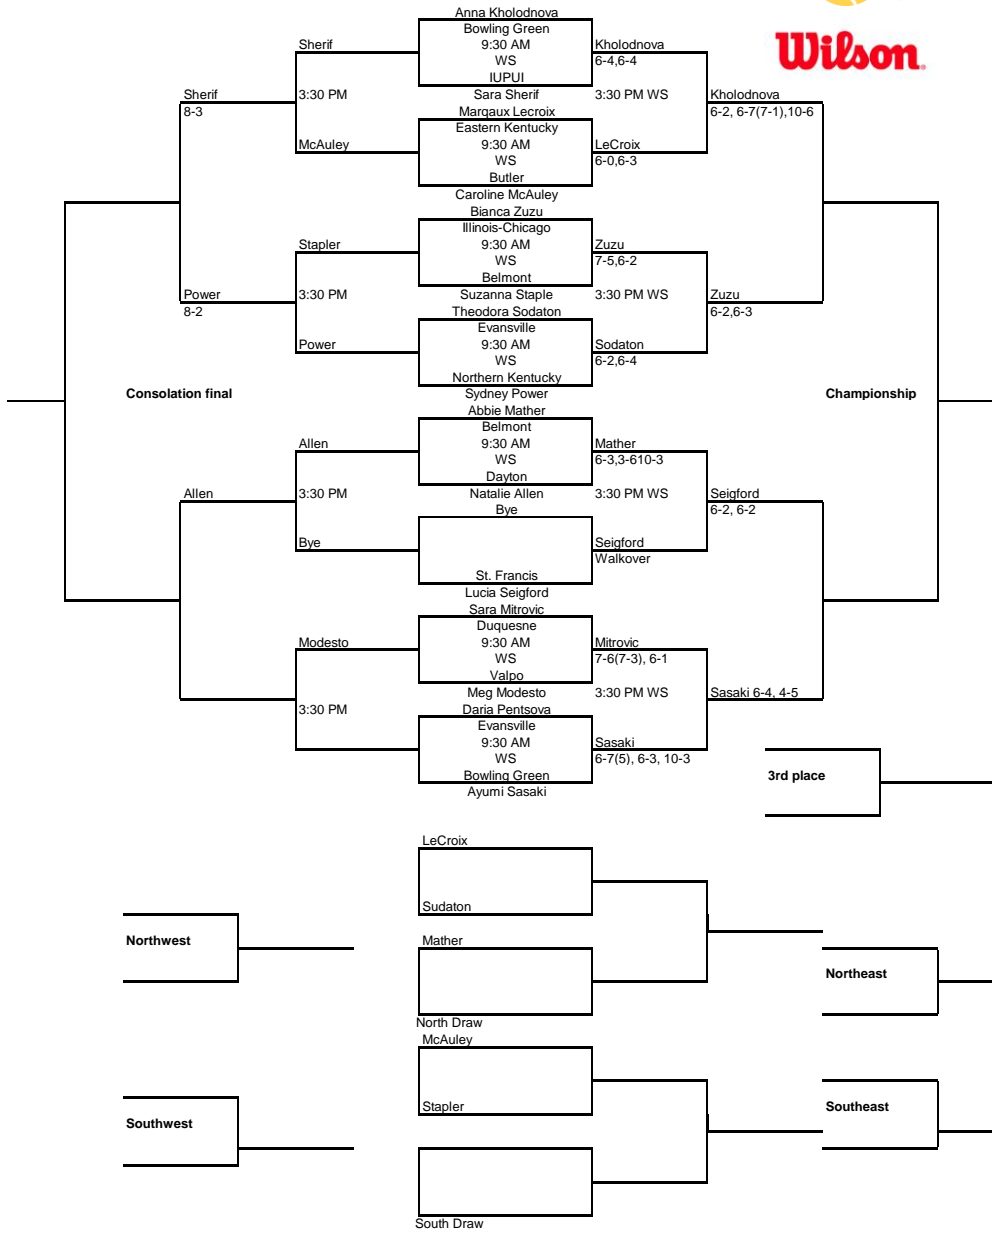 Wilson.
Anna Kholodnova
Bowling Green
Sherif
9:30 AM
Kholodnova
WS
6-4,6-4
IUPUI
Sherif
3:30 PM
Sara Sherif
3:30 PM WS
Kholodnova
8-3
Margaux Lecroix
6-2, 6-7(7-1),10-6
Eastern Kentucky
McAuley
9:30 AM
LeCroix
WS
6-0,6-3
Butler
Caroline McAuley
Bianca Zuzu
Illinois-Chicago
Stapler
9:30 AM
Zuzu
WS
7-5,6-2
Belmont
Power
3:30 PM
Suzanna Staple
3:30 PM WS
Zuzu
8-2
Theodora Sodaton
6-2,6-3
Evansville
Power
9:30 AM
Sodaton
WS
6-2,6-4
Northern Kentucky
Consolation final
Sydney Power
Championship
Abbie Mather
Belmont
Allen
9:30 AM
Mather
WS
6-3,3-610-3
Dayton
Allen
3:30 PM
Natalie Allen
3:30 PM WS
Seigford
Bye
6-2, 6-2
Bye
Seigford
Walkover
St. Francis
Lucia Seigford
Sara Mitrovic
Duquesne
Modesto
9:30 AM
Mitrovic
WS
7-6(7-3), 6-1
Valpo
Meg Modesto
3:30 PM WS
Sasaki 6-4, 4-5
3:30 PM
Daria Pentsova
Evansville
9:30 AM
Sasaki
WS
6-7(5), 6-3, 10-3
Bowling Green
3rd place
Ayumi Sasaki
LeCroix
Sudaton
Northwest
Mather
Northeast
North Draw
McAuley
Stapler
Southeast
Southwest
South Draw